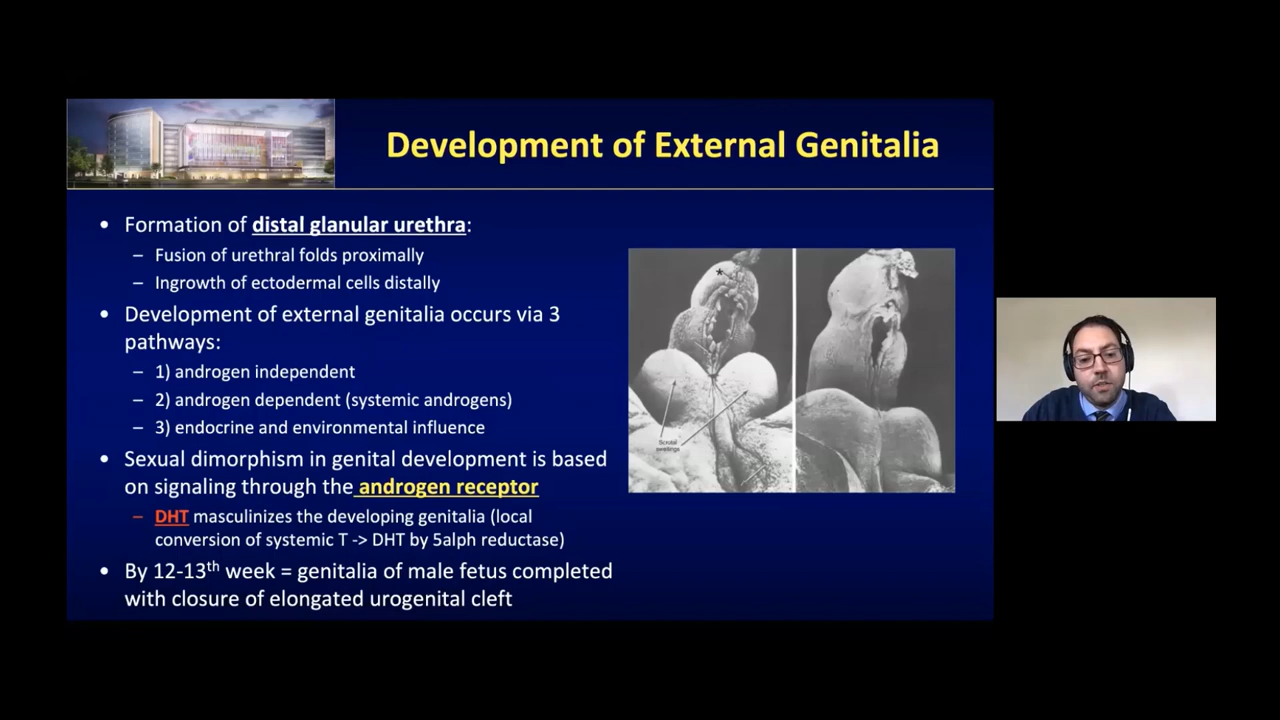 Development of External Genitalia
• Formation of distal glanular urethra:
– Fusion of urethral folds proximally
– Ingrowth of ectodermal cells distally
• Development of external genitalia occurs via 3
pathways:
– 1) androgen independent
– 2) androgen dependent (systemic androgens)
– 3) endocrine and environmental influence
• Sexual dimorphism in genital development is based
on signaling through the androgen receptor
– DHT masculinizes the developing genitalia (local
conversion of systemic T -> DHT by 5alph reductase)
• By 12-13th week = genitalia of male fetus completed
with closure of elongated urogenital cleft
*
Scrotal
swellings